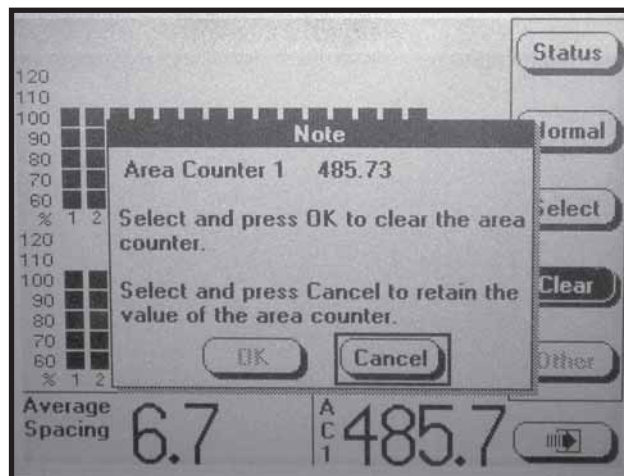 Status
120
110
100
90
80
70
60
% 1 2
Note
Normal
Area Counter 1 485.73
Select and press OK to clear the area
counter.
Select
120
110
100
90
80
70
60
% 1 2
Select and press Cancel to retain the
value of the area counter.
Clear
OK Cancel
Other
Average
Spacing 6.7
AC1 485.7